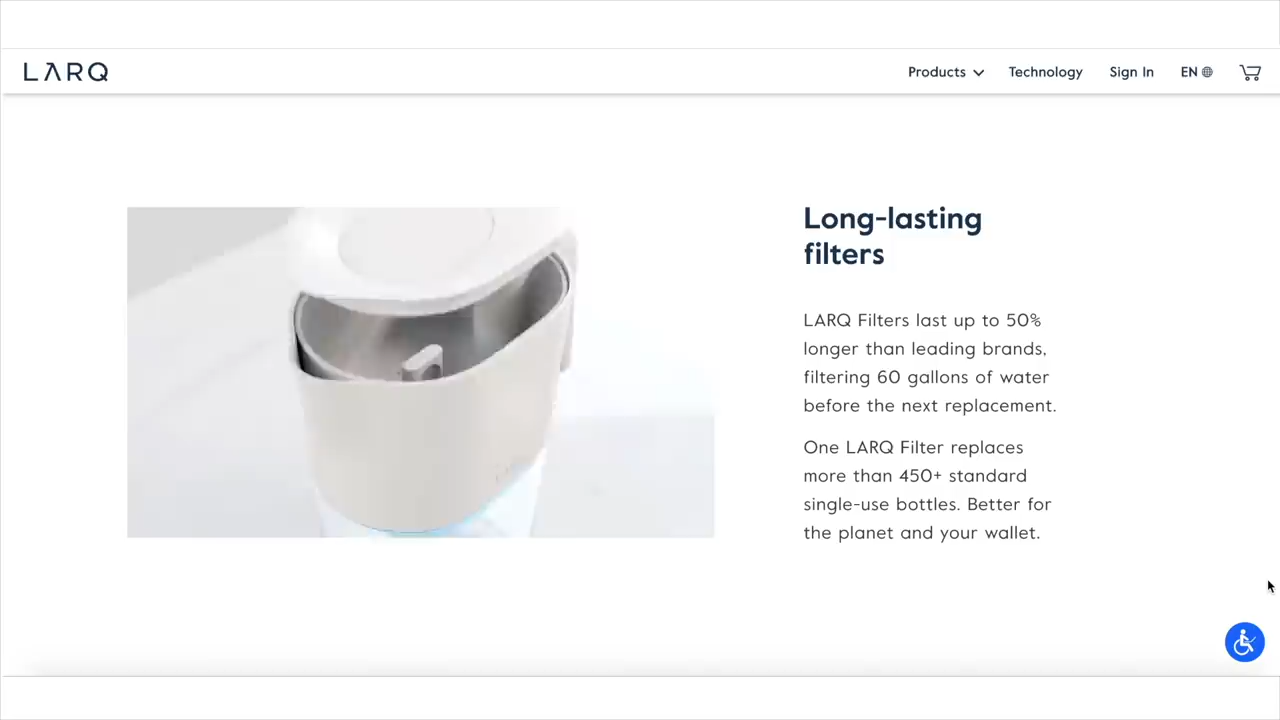 LARQ
Products
Technology
Sign In
EN
Long-lasting
filters
LARQ Filters last up to 50%
longer than leading brands,
filtering 60 gallons of water
before the next replacement.
One LARQ Filter replaces
more than 450+ standard
single-use bottles. Better for
the planet and your wallet.